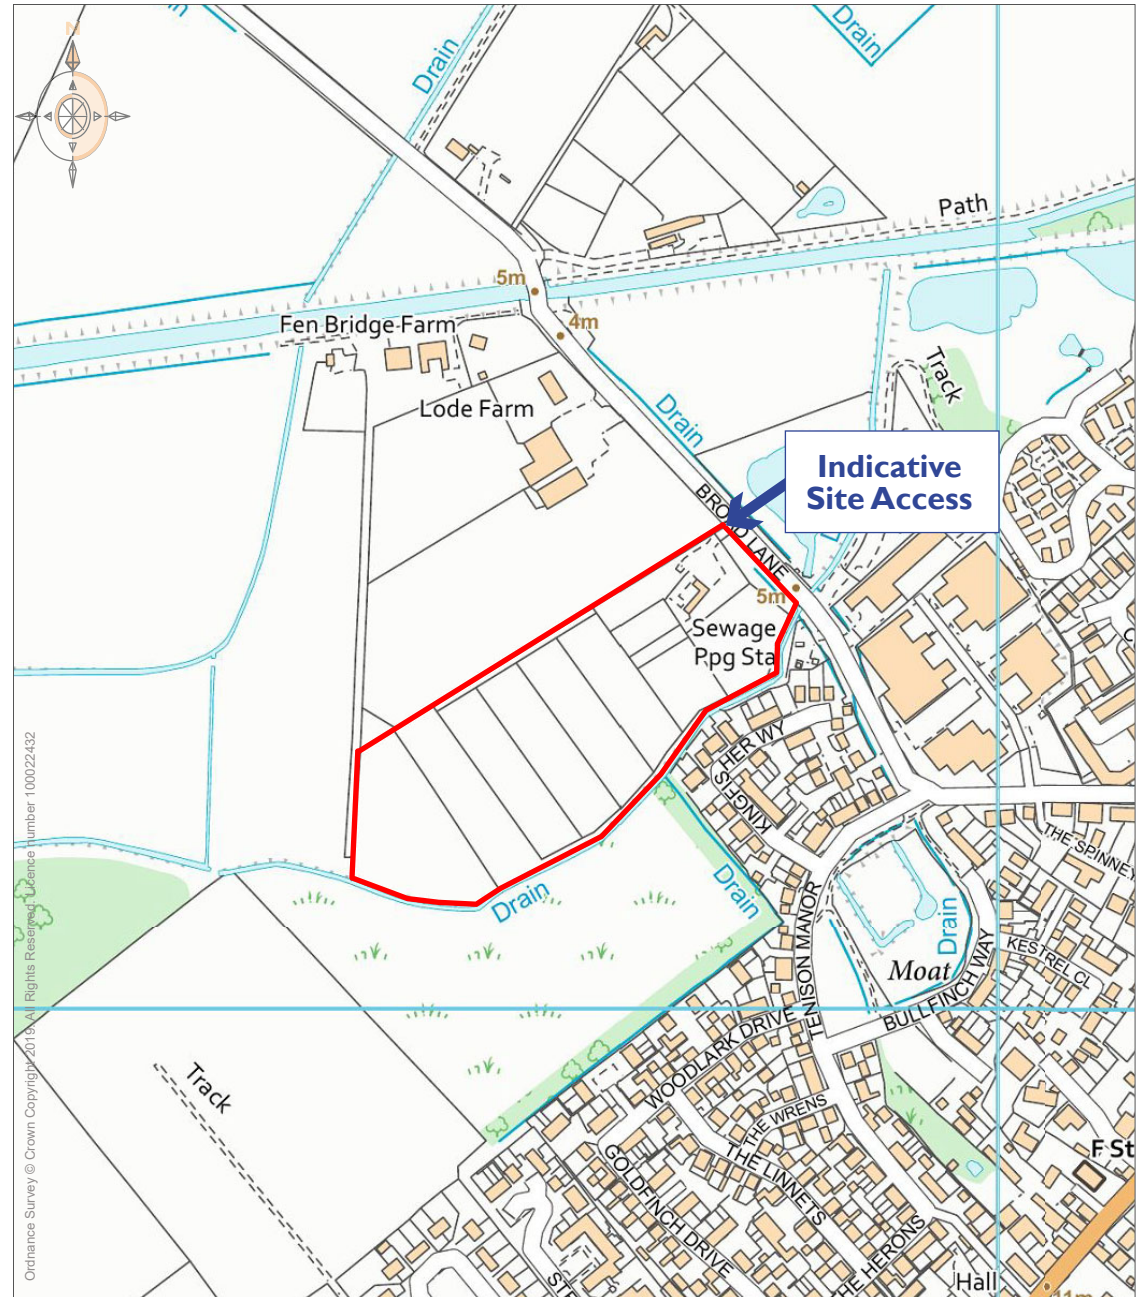 N
in
Drain
Drain
Path
5m
4m
Fen Bridge Farm
Lode Farm
Track
Drain
Indicative
Site Access
BROAD LANE
5m
Sewage
Ppg Sta
KINGFISHER WY
THE SPINNEY
Drain
Drain
Drain
TENISON MANOR
Moat
KESTREL CL
BULLFINCH WAY
WOODLARK DRIVE
Track
THE WRENS
THE LINNETS
GOLDFINCH DRIVE
THE HERONS
F St
Hall
11m
Ordnance Survey © Crown Copyright 2019. All Rights Reserved. Licence number 100022432